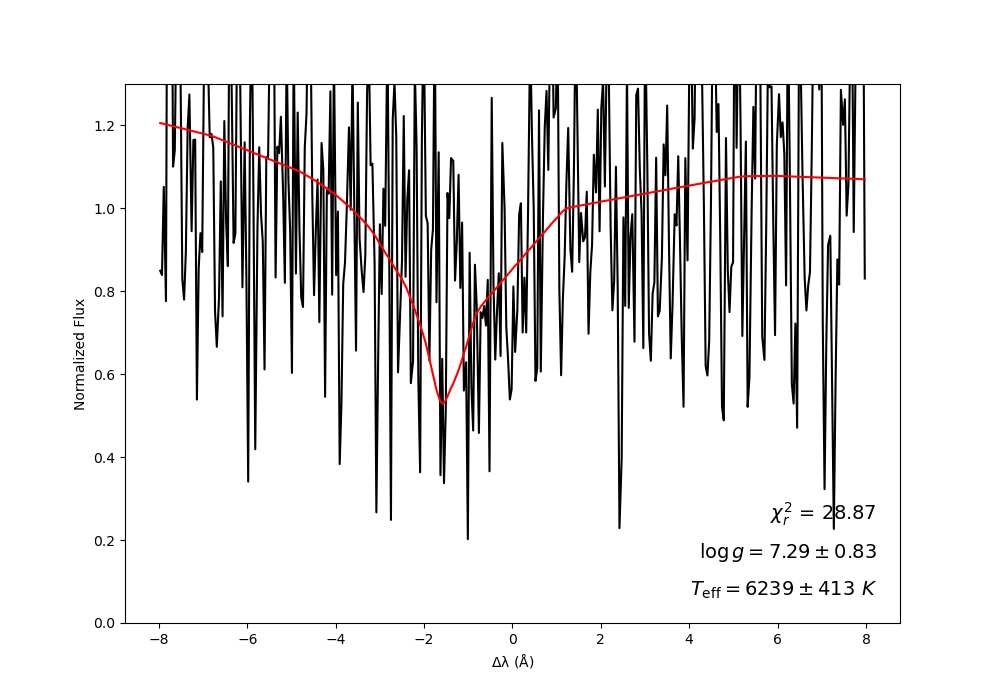 1.2
1.0
0.8
0.6
0.4
0.2
0.0
Normalized Flux
χ²ᵣ = 28.87
log g = 7.29 ± 0.83
T_eff = 6239 ± 413 K
−8 −6 −4 −2 0 2 4 6 8
Δλ (Å)